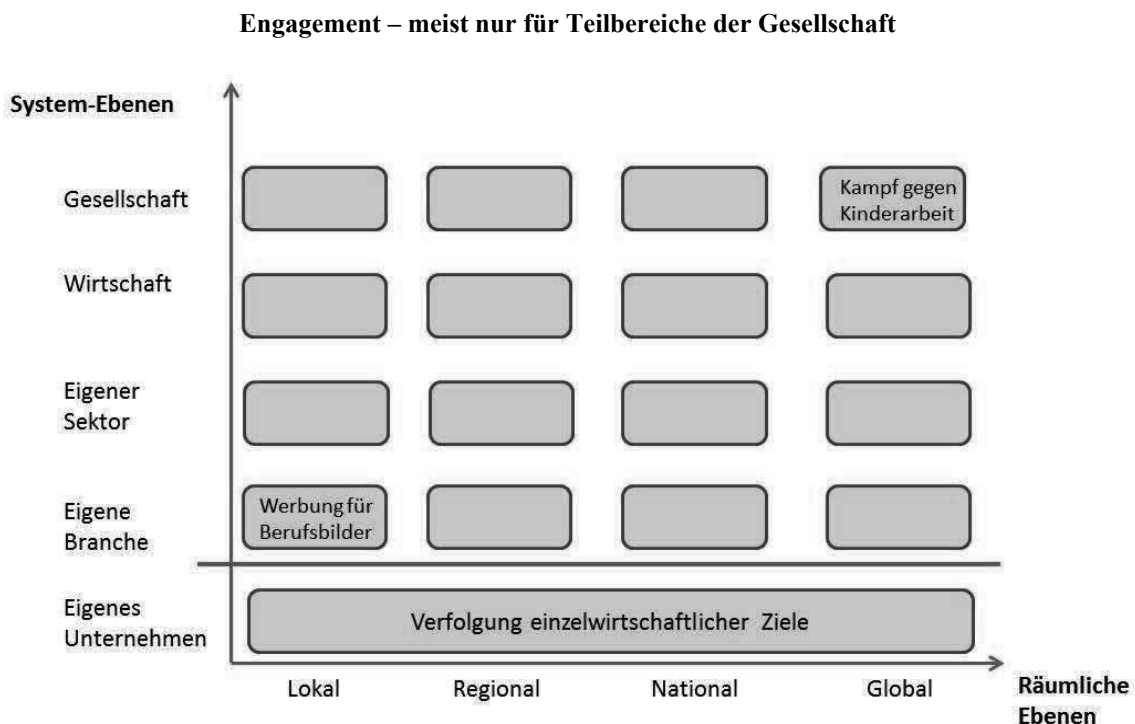 Engagement – meist nur für Teilbereiche der Gesellschaft
System-Ebenen
Gesellschaft
Kampf gegen
Kinderarbeit
Wirtschaft
Eigener
Sektor
Eigene
Branche
Werbung für
Berufsbilder
Eigenes
Unternehmen
Verfolgung einzelwirtschaftlicher Ziele
Lokal
Regional
National
Global
Räumliche
Ebenen